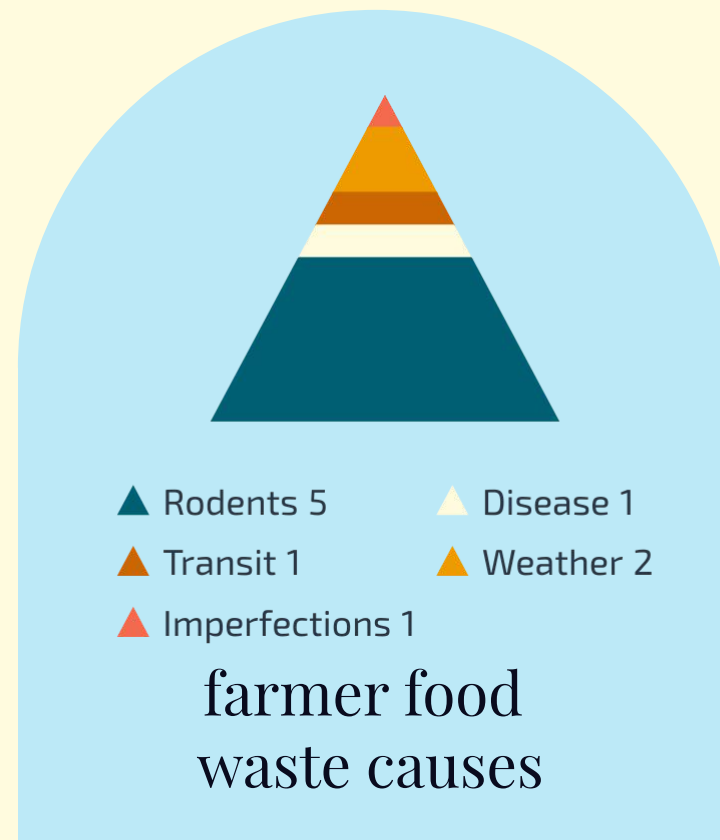 Rodents 5
Disease 1
Transit 1
Weather 2
Imperfections 1
farmer food
waste causes